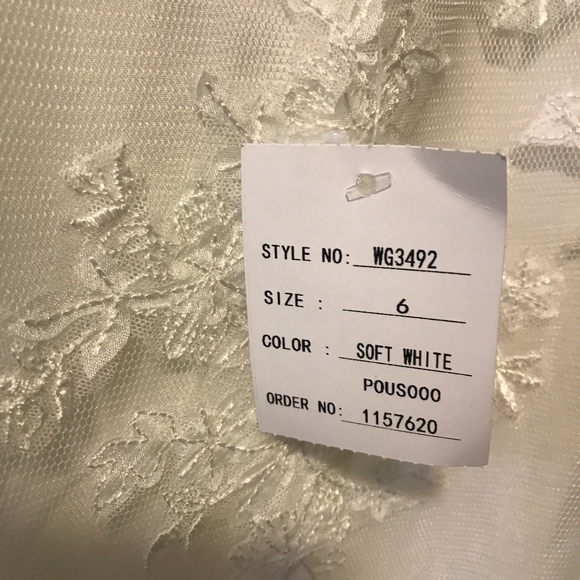 STYLE NO: WG3492
SIZE : 6
COLOR : SOFT WHITE
POUS000
ORDER NO: 1157620